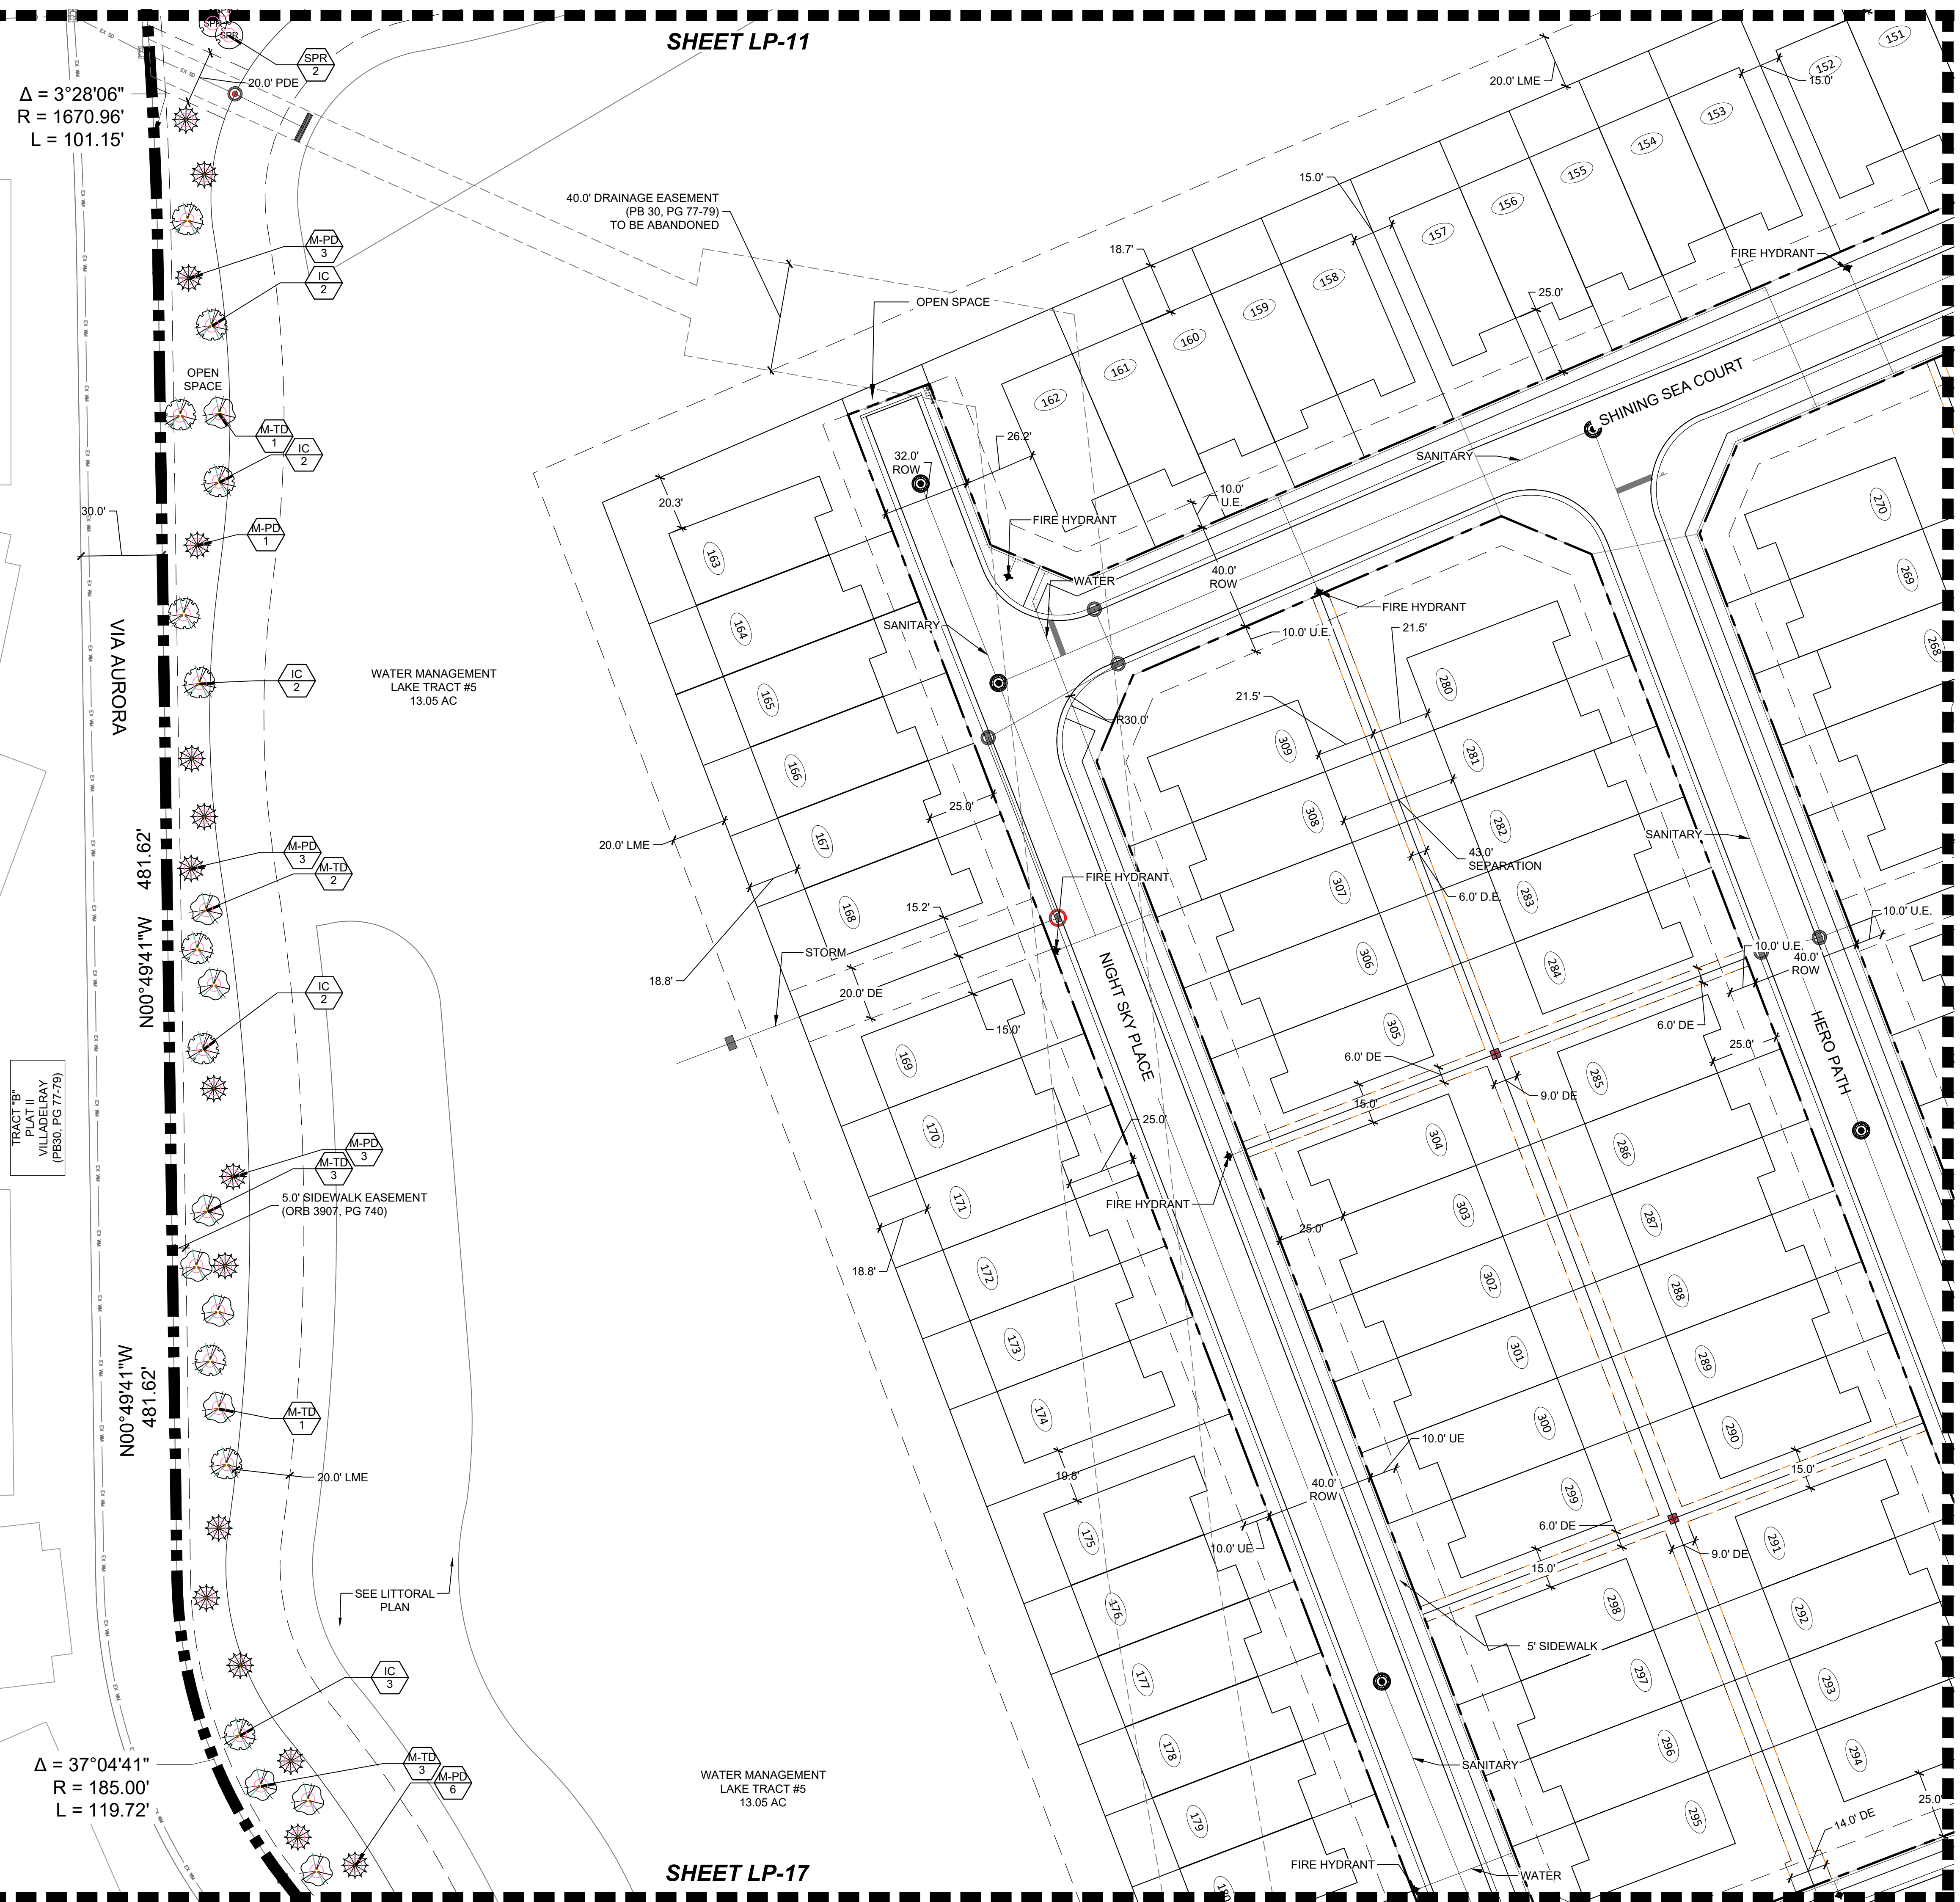 SHEET LP-11
SPR
SPR
SPR
2
EX SD
EX SD
20.0' PDE
Δ = 3°28'06"
R = 1670.96'
L = 101.15'
40.0' DRAINAGE EASEMENT
(PB 30, PG 77-79)
TO BE ABANDONED
M-PD
3
IC
2
OPEN
SPACE
M-TD
1
IC
2
M-PD
1
30.0'
VIA AURORA
IC
2
WATER MANAGEMENT
LAKE TRACT #5
13.05 AC
N00°49'41"W 481.62'
M-PD
3
M-TD
2
IC
2
TRACT "B"
PLAT II
VILLADELRAY
(PB30, PG 77-79)
M-PD
3
M-TD
3
5.0' SIDEWALK EASEMENT
(ORB 3907, PG 740)
N00°49'41"W
481.62'
M-TD
1
20.0' LME
SEE LITTORAL
PLAN
IC
3
M-TD
3
M-PD
6
Δ = 37°04'41"
R = 185.00'
L = 119.72'
WATER MANAGEMENT
LAKE TRACT #5
13.05 AC
SHEET LP-17
20.0' LME
15.0'
151
152
153
154
155
156
157
158
159
160
161
162
15.0'
18.7'
25.0'
FIRE HYDRANT
OPEN SPACE
SHINING SEA COURT
SANITARY
26.2'
32.0'
ROW
10.0'
U.E.
FIRE HYDRANT
WATER
40.0'
ROW
FIRE HYDRANT
10.0' U.E.
20.3'
SANITARY
R30.0'
21.5'
21.5'
163
164
165
166
167
168
25.0'
20.0' LME
18.8'
15.2'
FIRE HYDRANT
STORM
20.0' DE
15.0'
NIGHT SKY PLACE
169
170
171
172
173
174
25.0'
18.8'
FIRE HYDRANT
19.8'
175
176
177
178
179
180
10.0' UE
40.0'
ROW
10.0' UE
5' SIDEWALK
SANITARY
FIRE HYDRANT
WATER
270
269
268
280
281
282
283
284
309
308
307
306
305
43.0'
SEPARATION
6.0' D.E.
SANITARY
10.0' U.E.
10.0' U.E.
40.0'
ROW
6.0' DE
25.0'
HERO PATH
6.0' DE
15.0'
9.0' DE
285
286
287
288
289
290
304
303
302
301
300
299
25.0'
15.0'
6.0' DE
15.0'
9.0' DE
291
292
293
294
298
297
296
295
14.0' DE
25.0'